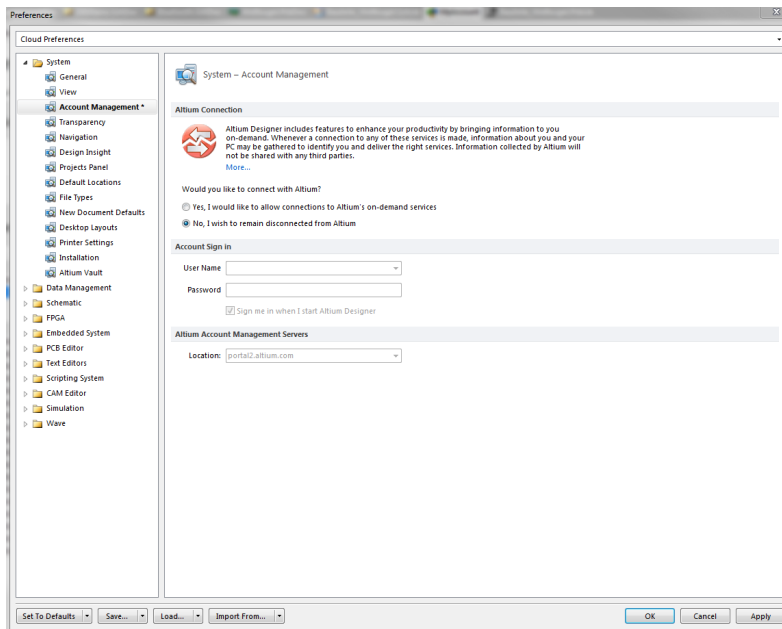 Preferences
Cloud Preferences
System
General
View
Account Management *
Transparency
Navigation
Design Insight
Projects Panel
Default Locations
File Types
New Document Defaults
Desktop Layouts
Printer Settings
Installation
Altium Vault
Data Management
Schematic
FPGA
Embedded System
PCB Editor
Text Editors
Scripting System
CAM Editor
Simulation
Wave
System – Account Management
Altium Connection
Altium Designer includes features to enhance your productivity by bringing information to you
on-demand. Whenever a connection to any of these services is made, information about you and your
PC may be gathered to identify you and deliver the right services. Information collected by Altium will
not be shared with any third parties.
More...
Would you like to connect with Altium?
Yes, I would like to allow connections to Altium's on-demand services
No, I wish to remain disconnected from Altium
Account Sign in
User Name
Password
Sign me in when I start Altium Designer
Altium Account Management Servers
Location: portal2.altium.com
Set To Defaults Save... Load... Import From... OK Cancel Apply